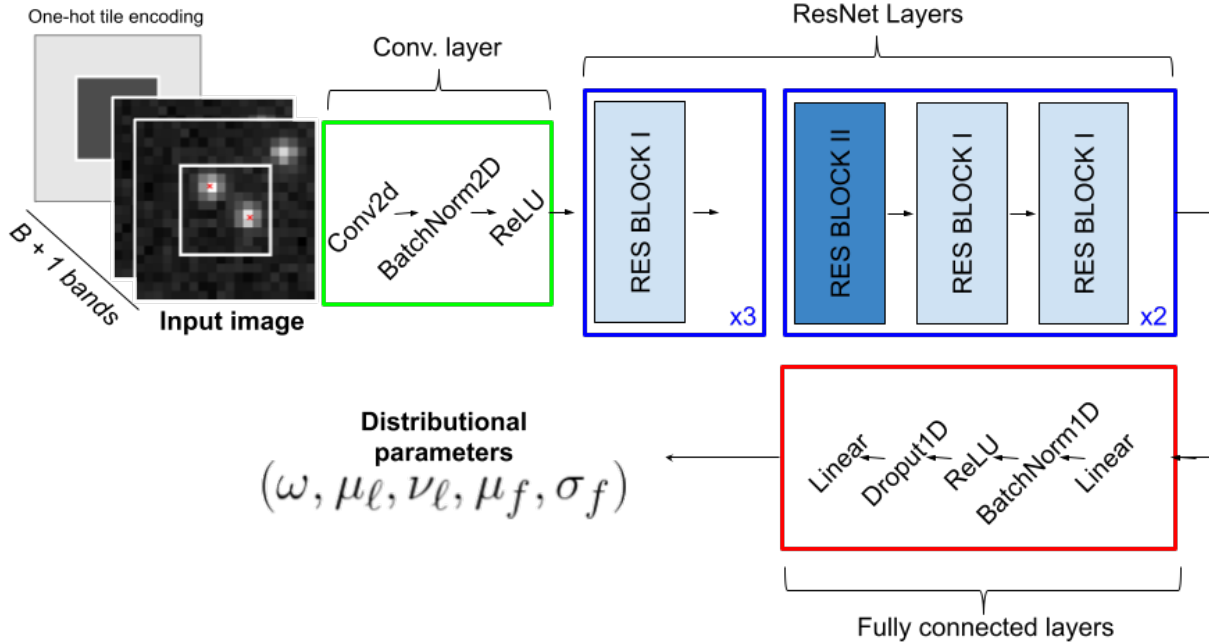 One-hot tile encoding
B + 1 bands
Input image
Conv. layer
Conv2d
BatchNorm2D
ReLU
ResNet Layers
RES BLOCK I
x3
RES BLOCK II
RES BLOCK I
RES BLOCK I
x2
Linear
BatchNorm1D
ReLU
Droput1D
Linear
Fully connected layers
Distributional
parameters
(ω, μ_ℓ, ν_ℓ, μ_f, σ_f)